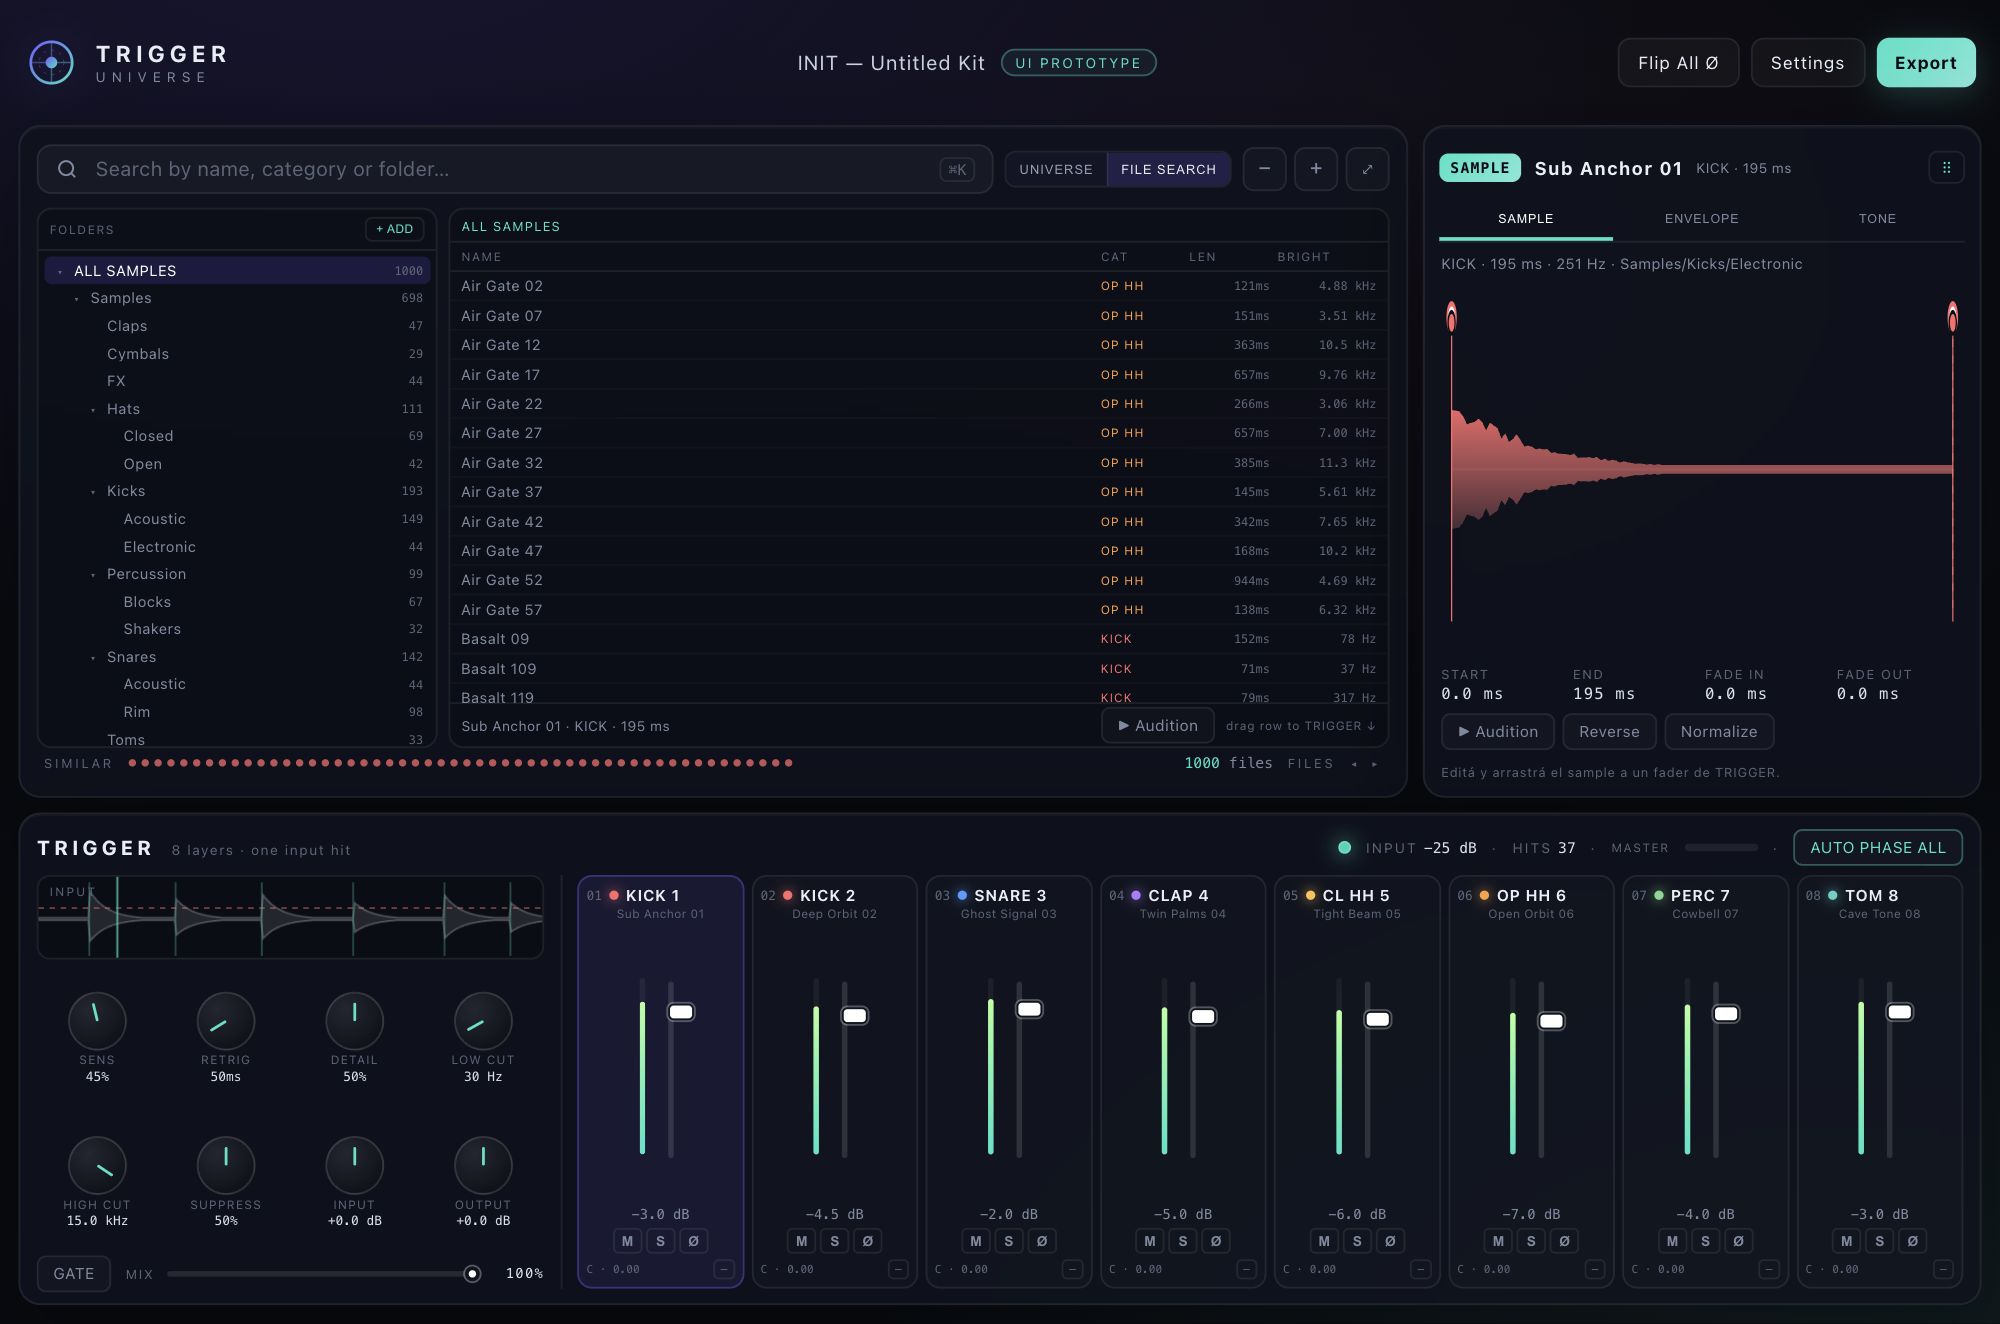 TRIGGER
UNIVERSE
INIT — Untitled Kit
UI PROTOTYPE
Flip All Ø
Settings
Export
Search by name, category or folder...
⌘K
UNIVERSE
FILE SEARCH
−
+
⤢
FOLDERS
+ ADD
ALL SAMPLES 1000
Samples 698
Claps 47
Cymbals 29
FX 44
Hats 111
Closed 69
Open 42
Kicks 193
Acoustic 149
Electronic 44
Percussion 99
Blocks 67
Shakers 32
Snares 142
Acoustic 44
Rim 98
Toms 33
ALL SAMPLES
NAME CAT LEN BRIGHT
Air Gate 02 OP HH 121ms 4.88 kHz
Air Gate 07 OP HH 151ms 3.51 kHz
Air Gate 12 OP HH 363ms 10.5 kHz
Air Gate 17 OP HH 657ms 9.76 kHz
Air Gate 22 OP HH 266ms 3.06 kHz
Air Gate 27 OP HH 657ms 7.00 kHz
Air Gate 32 OP HH 385ms 11.3 kHz
Air Gate 37 OP HH 145ms 5.61 kHz
Air Gate 42 OP HH 342ms 7.65 kHz
Air Gate 47 OP HH 168ms 10.2 kHz
Air Gate 52 OP HH 944ms 4.69 kHz
Air Gate 57 OP HH 138ms 6.32 kHz
Basalt 09 KICK 152ms 78 Hz
Basalt 109 KICK 71ms 37 Hz
Basalt 119 KICK 79ms 317 Hz
Sub Anchor 01 · KICK · 195 ms
▶ Audition
drag row to TRIGGER ↓
SIMILAR
1000 files FILES
SAMPLE Sub Anchor 01 KICK · 195 ms
SAMPLE ENVELOPE TONE
KICK · 195 ms · 251 Hz · Samples/Kicks/Electronic
START END FADE IN FADE OUT
0.0 ms 195 ms 0.0 ms 0.0 ms
▶ Audition Reverse Normalize
Editá y arrastrá el sample a un fader de TRIGGER.
TRIGGER 8 layers · one input hit
INPUT −25 dB · HITS 37 · MASTER ·
AUTO PHASE ALL
INPUT
SENS RETRIG DETAIL LOW CUT
45% 50ms 50% 30 Hz
HIGH CUT SUPPRESS INPUT OUTPUT
15.0 kHz 50% +0.0 dB +0.0 dB
GATE MIX 100%
01 KICK 1
Sub Anchor 01
−3.0 dB
M S Ø
C · 0.00 −
02 KICK 2
Deep Orbit 02
−4.5 dB
M S Ø
C · 0.00 −
03 SNARE 3
Ghost Signal 03
−2.0 dB
M S Ø
C · 0.00 −
04 CLAP 4
Twin Palms 04
−5.0 dB
M S Ø
C · 0.00 −
05 CL HH 5
Tight Beam 05
−6.0 dB
M S Ø
C · 0.00 −
06 OP HH 6
Open Orbit 06
−7.0 dB
M S Ø
C · 0.00 −
07 PERC 7
Cowbell 07
−4.0 dB
M S Ø
C · 0.00 −
08 TOM 8
Cave Tone 08
−3.0 dB
M S Ø
C · 0.00 −